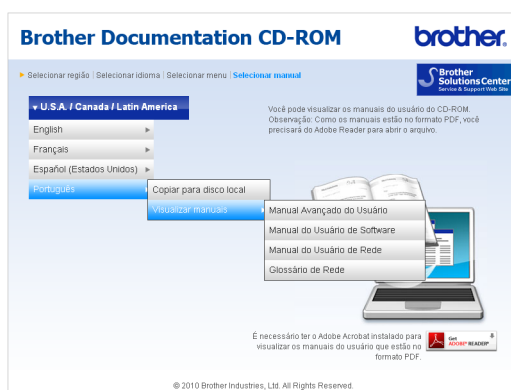 Brother Documentation CD-ROM
brother.
Selecionar região | Selecionar idioma | Selecionar menu | Selecionar manual
Brother
Solutions Center
Service & Support Web Site
U.S.A. / Canada / Latin America
Você pode visualizar os manuais do usuário do CD-ROM.
Observação: Como os manuais estão no formato PDF, você
precisará do Adobe Reader para abrir o arquivo.
English
Français
Español (Estados Unidos)
Português
Copiar para disco local
Visualizar manuais
Manual Avançado do Usuário
Manual do Usuário de Software
Manual do Usuário de Rede
Glossário de Rede
É necessário ter o Adobe Acrobat instalado para
visualizar os manuais do usuário que estão no
formato PDF.
Get
ADOBE® READER®
© 2010 Brother Industries, Ltd. All Rights Reserved.